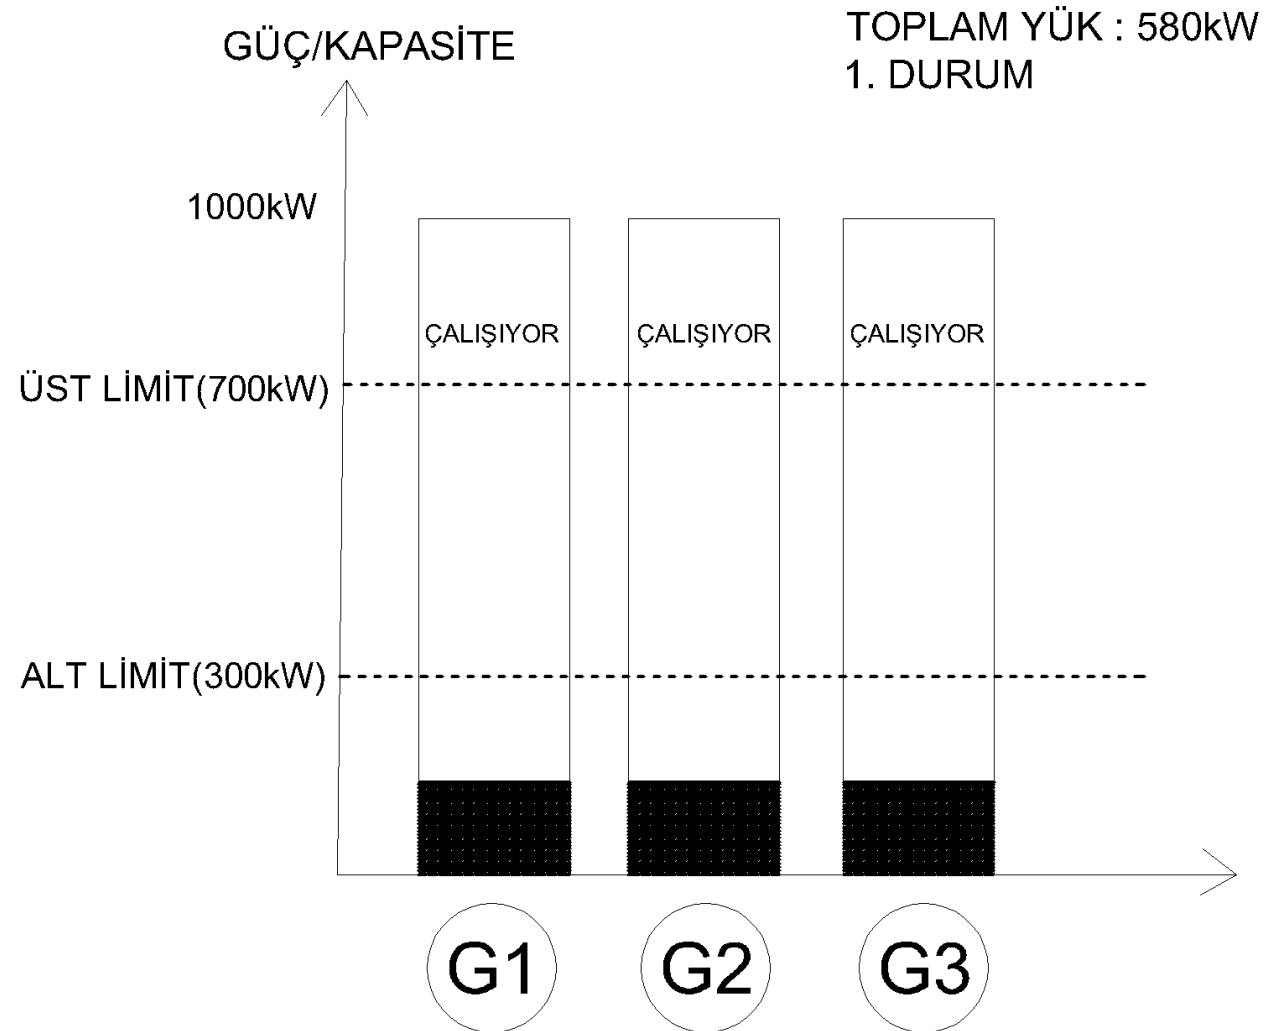 TOPLAM YÜK : 580kW
1. DURUM
GÜÇ/KAPASİTE
1000kW
ÇALIŞIYOR ÇALIŞIYOR ÇALIŞIYOR
ÜST LİMİT(700kW)
ALT LİMİT(300kW)
G1 G2 G3